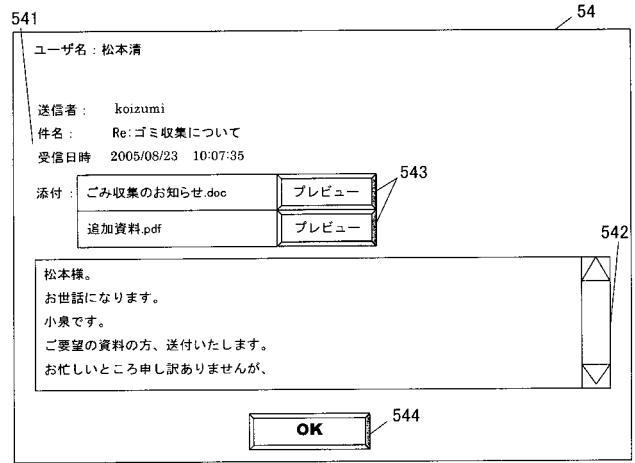 541
54
ユーザ名：松本清
送信者： koizumi
件名： Re:ゴミ収集について
受信日時 2005/08/23 10:07:35
添付： ごみ収集のお知らせ.doc プレビュー
543
追加資料.pdf プレビュー
542
松本様。
お世話になります。
小泉です。
ご要望の資料の方、送付いたします。
お忙しいところ申し訳ありませんが、
OK
544